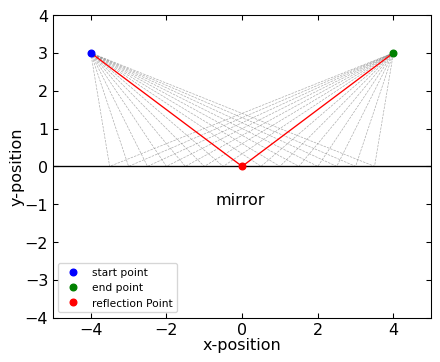 4
3
2
1
0
−1
−2
−3
−4
y-position
mirror
start point
end point
reflection Point
−4 −2 0 2 4
x-position